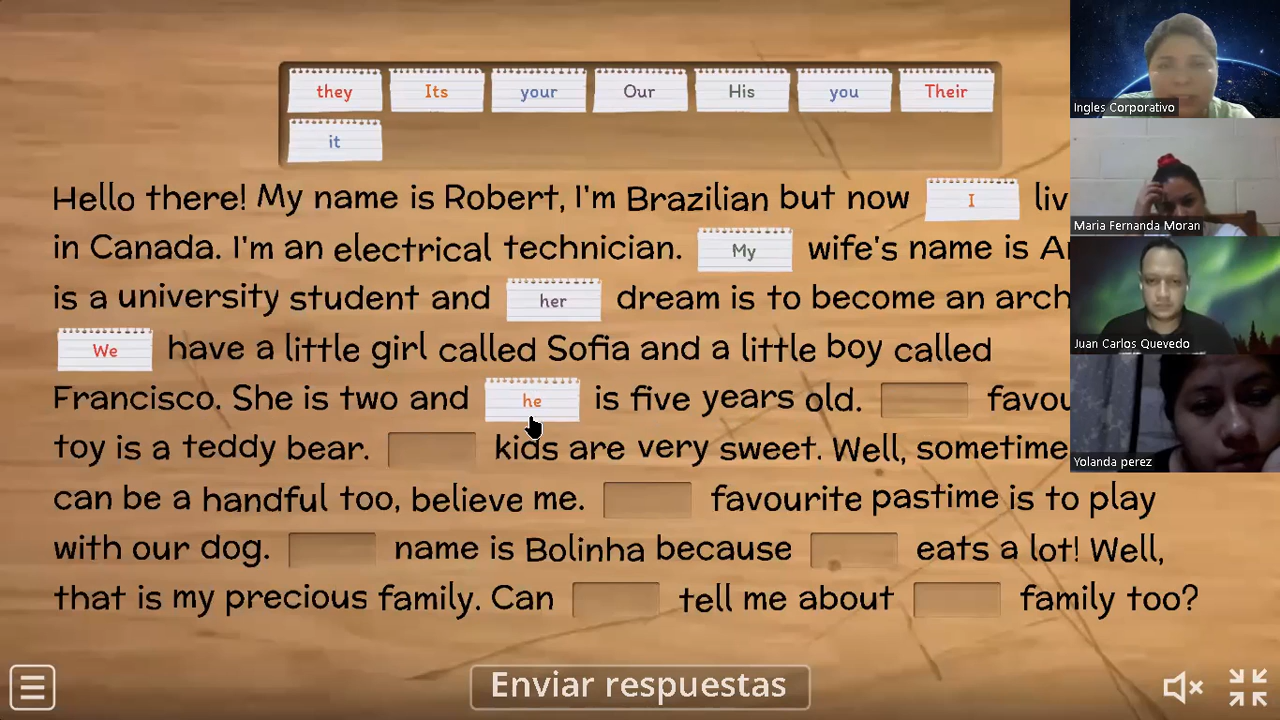 they Its your Our His you Their
it
Hello there! My name is Robert, I'm Brazilian but now I liv
in Canada. I'm an electrical technician. My wife's name is A
is a university student and her dream is to become an arch
We have a little girl called Sofia and a little boy called
Francisco. She is two and he is five years old. favou
toy is a teddy bear. kids are very sweet. Well, sometime
can be a handful too, believe me. favourite pastime is to play
with our dog. name is Bolinha because eats a lot! Well,
that is my precious family. Can tell me about family too?
Enviar respuestas
Ingles Corporativo
Maria Fernanda Moran
Juan Carlos Quevedo
Yolanda perez